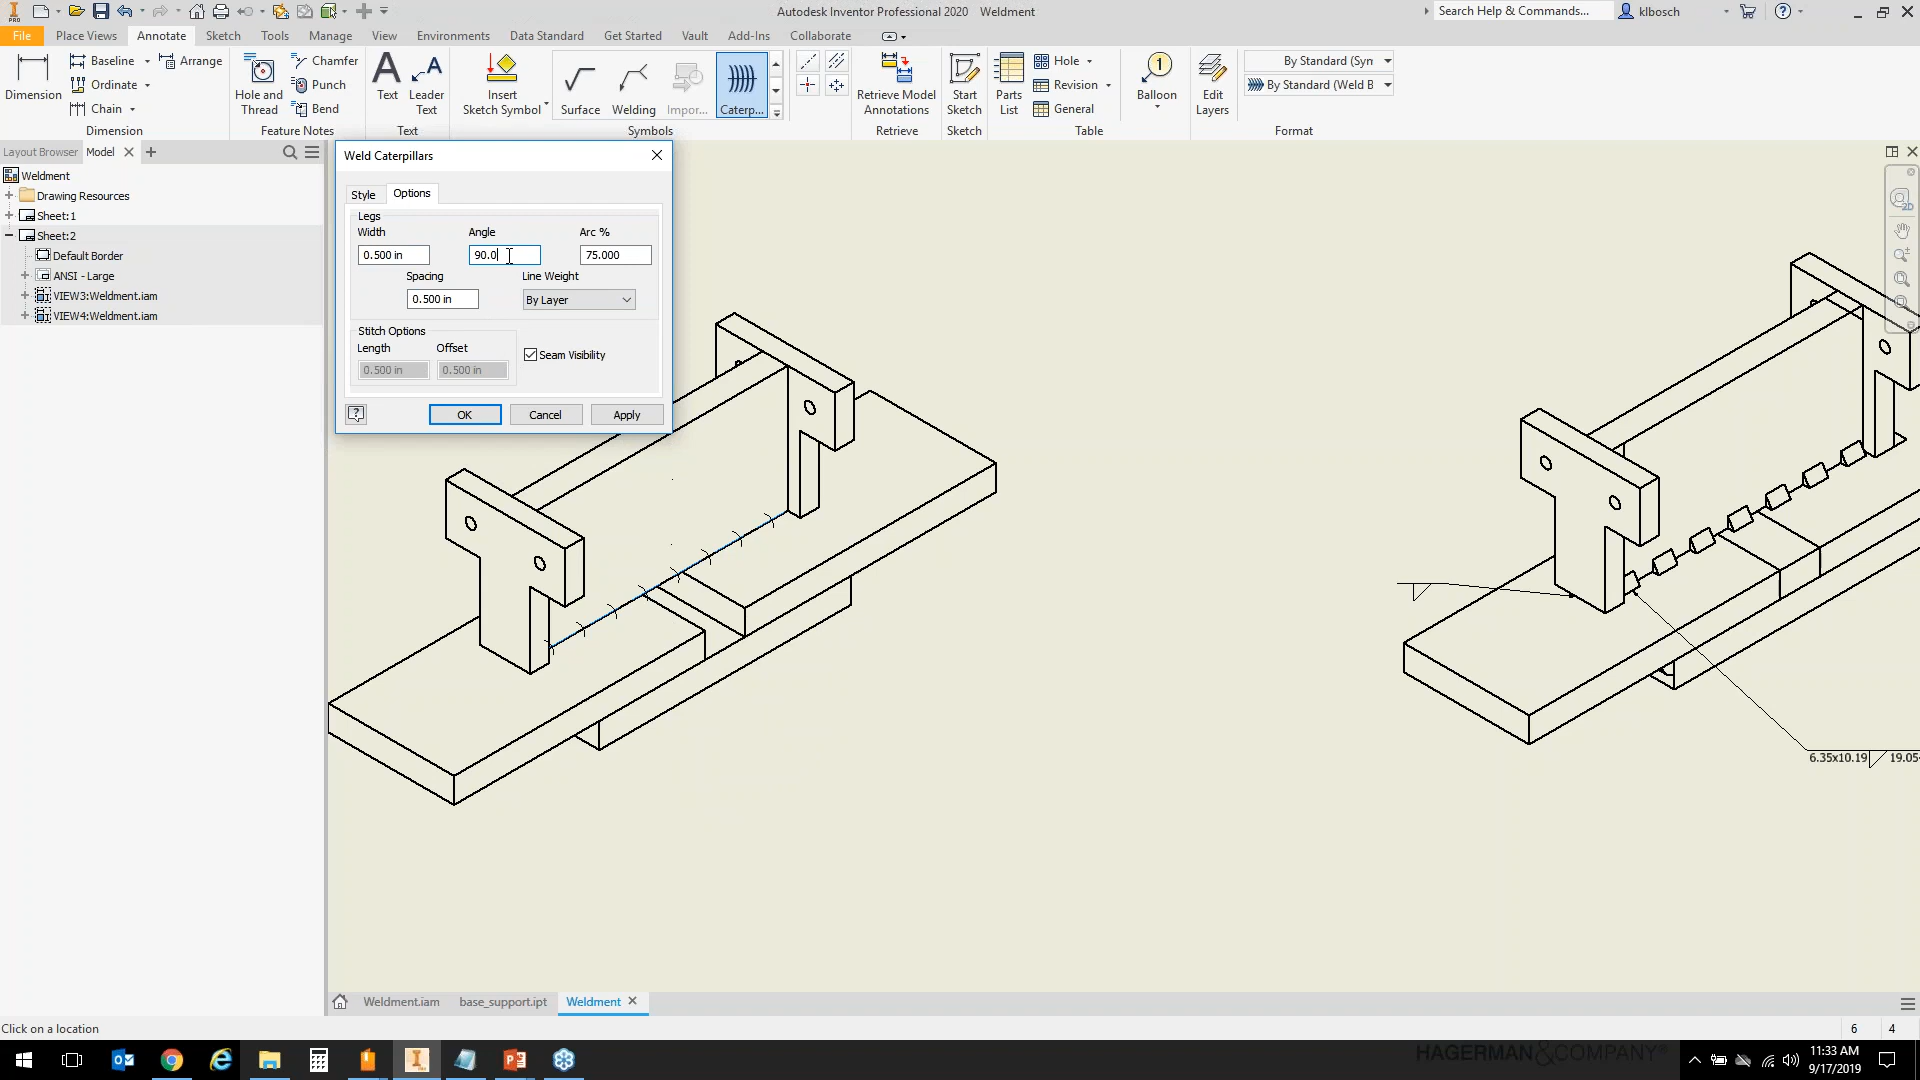 Autodesk Inventor Professional 2020 Weldment
Search Help & Commands...
klbosch
PRO
File Place Views Annotate Sketch Tools Manage View Environments Data Standard Get Started Vault Add-Ins Collaborate
Dimension
Baseline
Ordinate
Chain
Arrange
Dimension
Hole and Thread
Chamfer
Punch
Bend
Feature Notes
Text
Leader Text
Text
Insert Sketch Symbol
Surface
Welding
Impor...
Caterp...
Symbols
Retrieve Model Annotations
Retrieve
Start Sketch
Sketch
Parts List
Hole
Revision
General
Table
1
Balloon
Edit Layers
By Standard (Syn
By Standard (Weld B
Format
Layout Browser Model
Weldment
Drawing Resources
Sheet:1
Sheet:2
Default Border
ANSI - Large
VIEW3:Weldment.iam
VIEW4:Weldment.iam
Weld Caterpillars
Style Options
Legs
Width Angle Arc %
0.500 in 90.0 75.000
Spacing Line Weight
0.500 in By Layer
Stitch Options
Length Offset
Seam Visibility
0.500 in 0.500 in
OK Cancel Apply
2D
6.35x10.19 19.05
Weldment.iam base_support.ipt Weldment
Click on a location
6 4
HAGERMAN & COMPANY
11:33 AM
9/17/2019